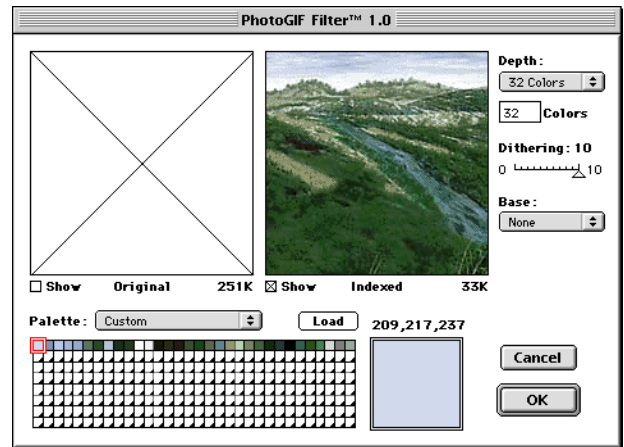 PhotoGIF Filter™ 1.0
Depth:
32 Colors
32 Colors
Dithering: 10
0 10
Base:
None
Show Original 251K
Show Indexed 33K
Palette: Custom Load
209,217,237
Cancel
OK